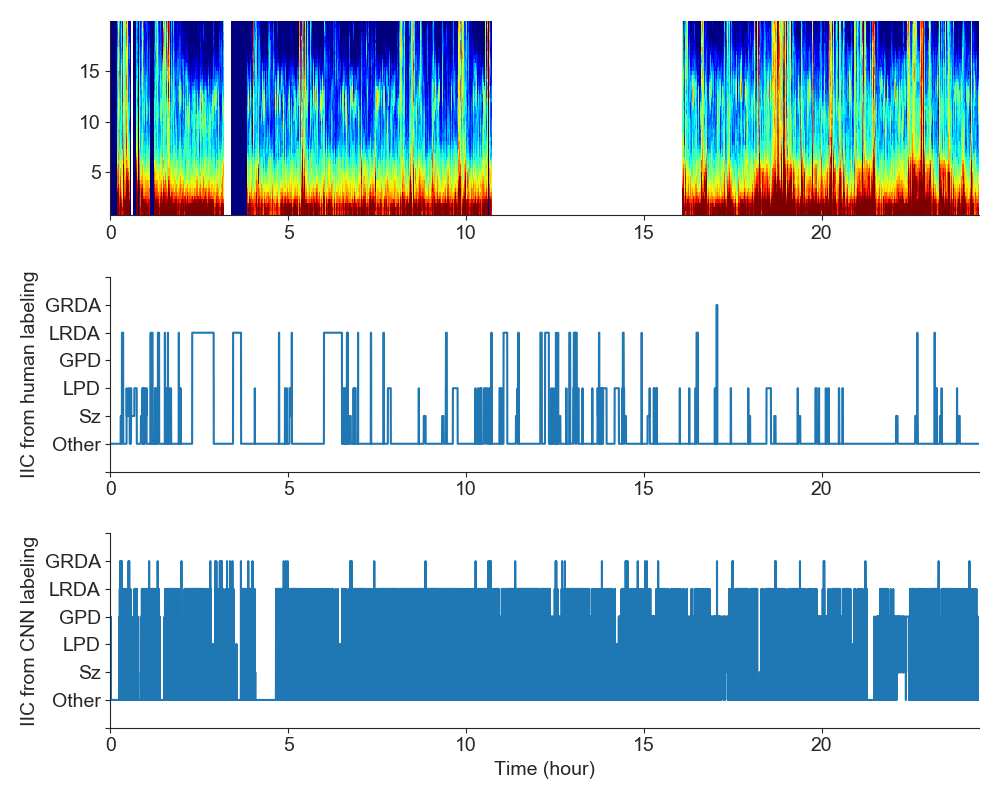 15
10
5
0 5 10 15 20
IIC from human labeling
GRDA
LRDA
GPD
LPD
Sz
Other
0 5 10 15 20
IIC from CNN labeling
GRDA
LRDA
GPD
LPD
Sz
Other
0 5 10 15 20
Time (hour)